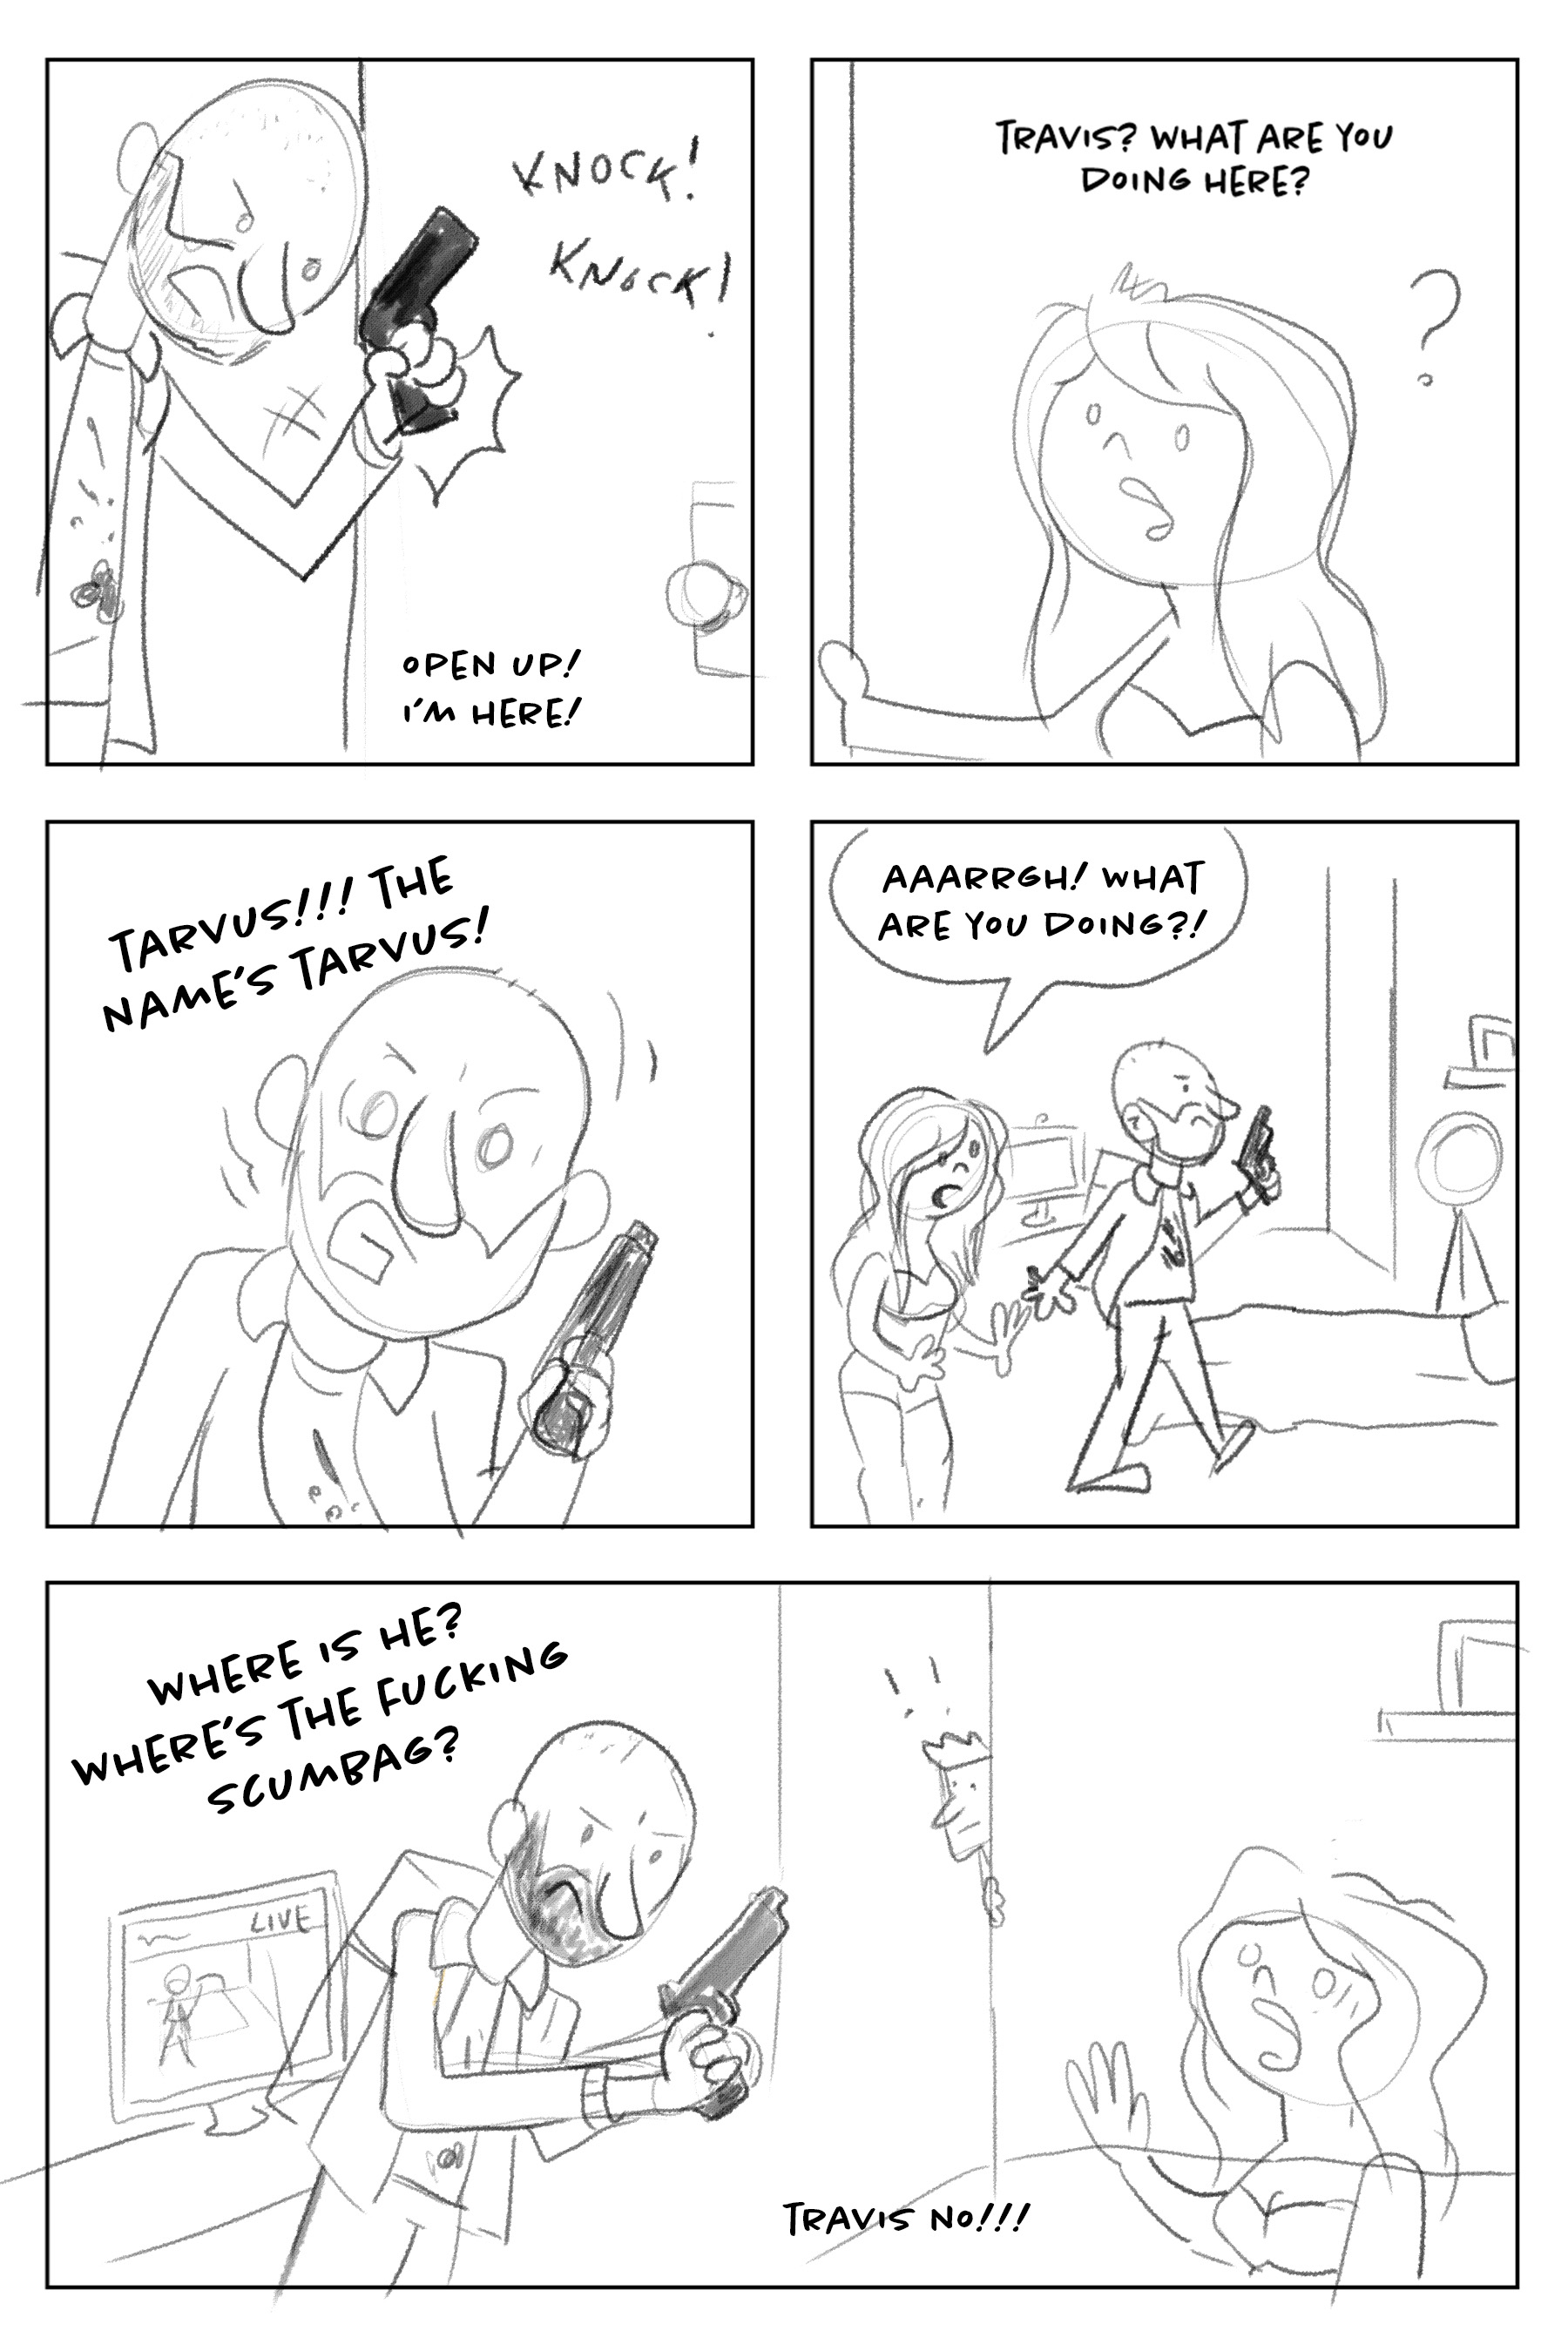 KNOCK!
KNOCK!
OPEN UP!
I'M HERE!
TRAVIS? WHAT ARE YOU
DOING HERE?
?
TARVUS!!! THE
NAME'S TARVUS!
AAARRGH! WHAT
ARE YOU DOING?!
WHERE IS HE?
WHERE'S THE FUCKING
SCUMBAG?
! !
LIVE
TRAVIS NO!!!